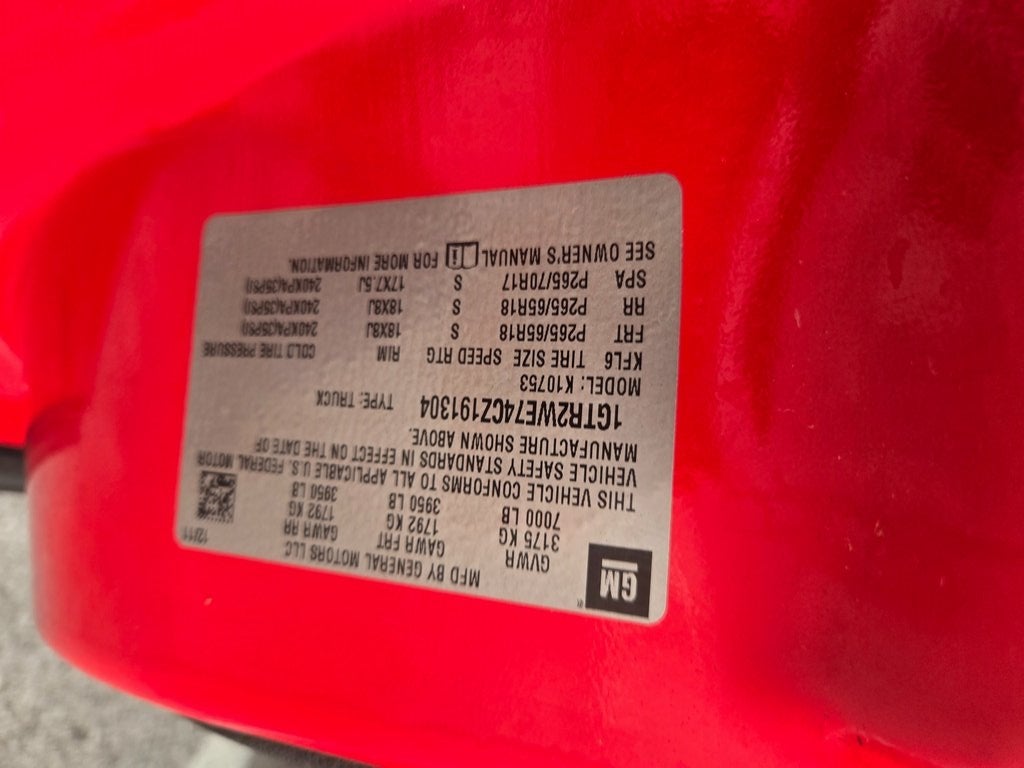 GM
®
MFD BY GENERAL MOTORS LLC
12/11
GVWR GAWR FRT GAWR RR
3175 KG 1792 KG 1792 KG
7000 LB 3950 LB 3950 LB
THIS VEHICLE CONFORMS TO ALL APPLICABLE U.S. FEDERAL MOTOR
VEHICLE SAFETY STANDARDS IN EFFECT ON THE DATE OF
MANUFACTURE SHOWN ABOVE.
1GTR2WE74CZ191304 TYPE: TRUCK
MODEL: K10753
KFL6 TIRE SIZE SPEED RTG RIM COLD TIRE PRESSURE
FRT P265/65R18 S 18X8J 240KPA(35PSI)
RR P265/65R18 S 18X8J 240KPA(35PSI)
SPA P265/70R17 S 17X7.5J 240KPA(35PSI)
SEE OWNER'S MANUAL i FOR MORE INFORMATION.